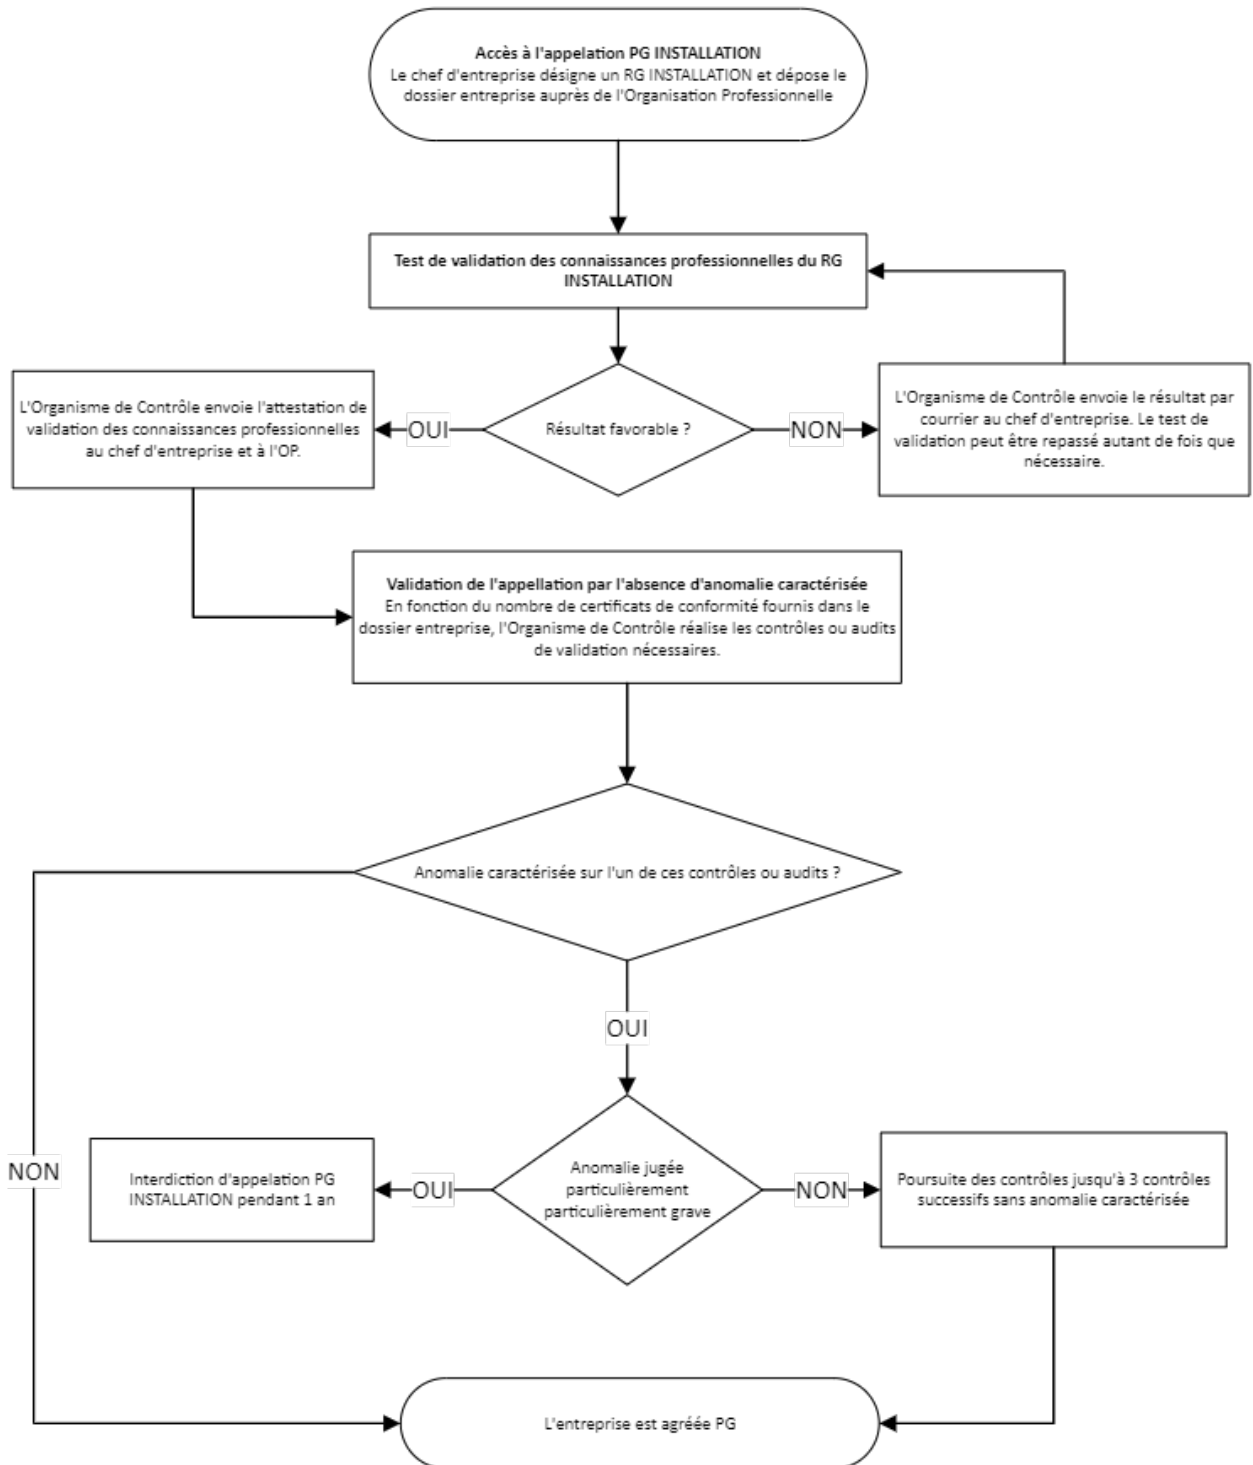 Accès à l'appelation PG INSTALLATION
Le chef d'entreprise désigne un RG INSTALLATION et dépose le
dossier entreprise auprès de l'Organisation Professionnelle
Test de validation des connaissances professionnelles du RG
INSTALLATION
L'Organisme de Contrôle envoie l'attestation de
validation des connaissances professionnelles
au chef d'entreprise et à l'OP.
OUI
Résultat favorable ?
NON
L'Organisme de Contrôle envoie le résultat par
courrier au chef d'entreprise. Le test de
validation peut être repassé autant de fois que
nécessaire.
Validation de l'appellation par l'absence d'anomalie caractérisée
En fonction du nombre de certificats de conformité fournis dans le
dossier entreprise, l'Organisme de Contrôle réalise les contrôles ou audits
de validation nécessaires.
Anomalie caractérisée sur l'un de ces contrôles ou audits ?
OUI
NON
Interdiction d'appelation PG
INSTALLATION pendant 1 an
OUI
Anomalie jugée
particulièrement
particulièrement grave
NON
Poursuite des contrôles jusqu'à 3 contrôles
successifs sans anomalie caractérisée
L'entreprise est agréée PG